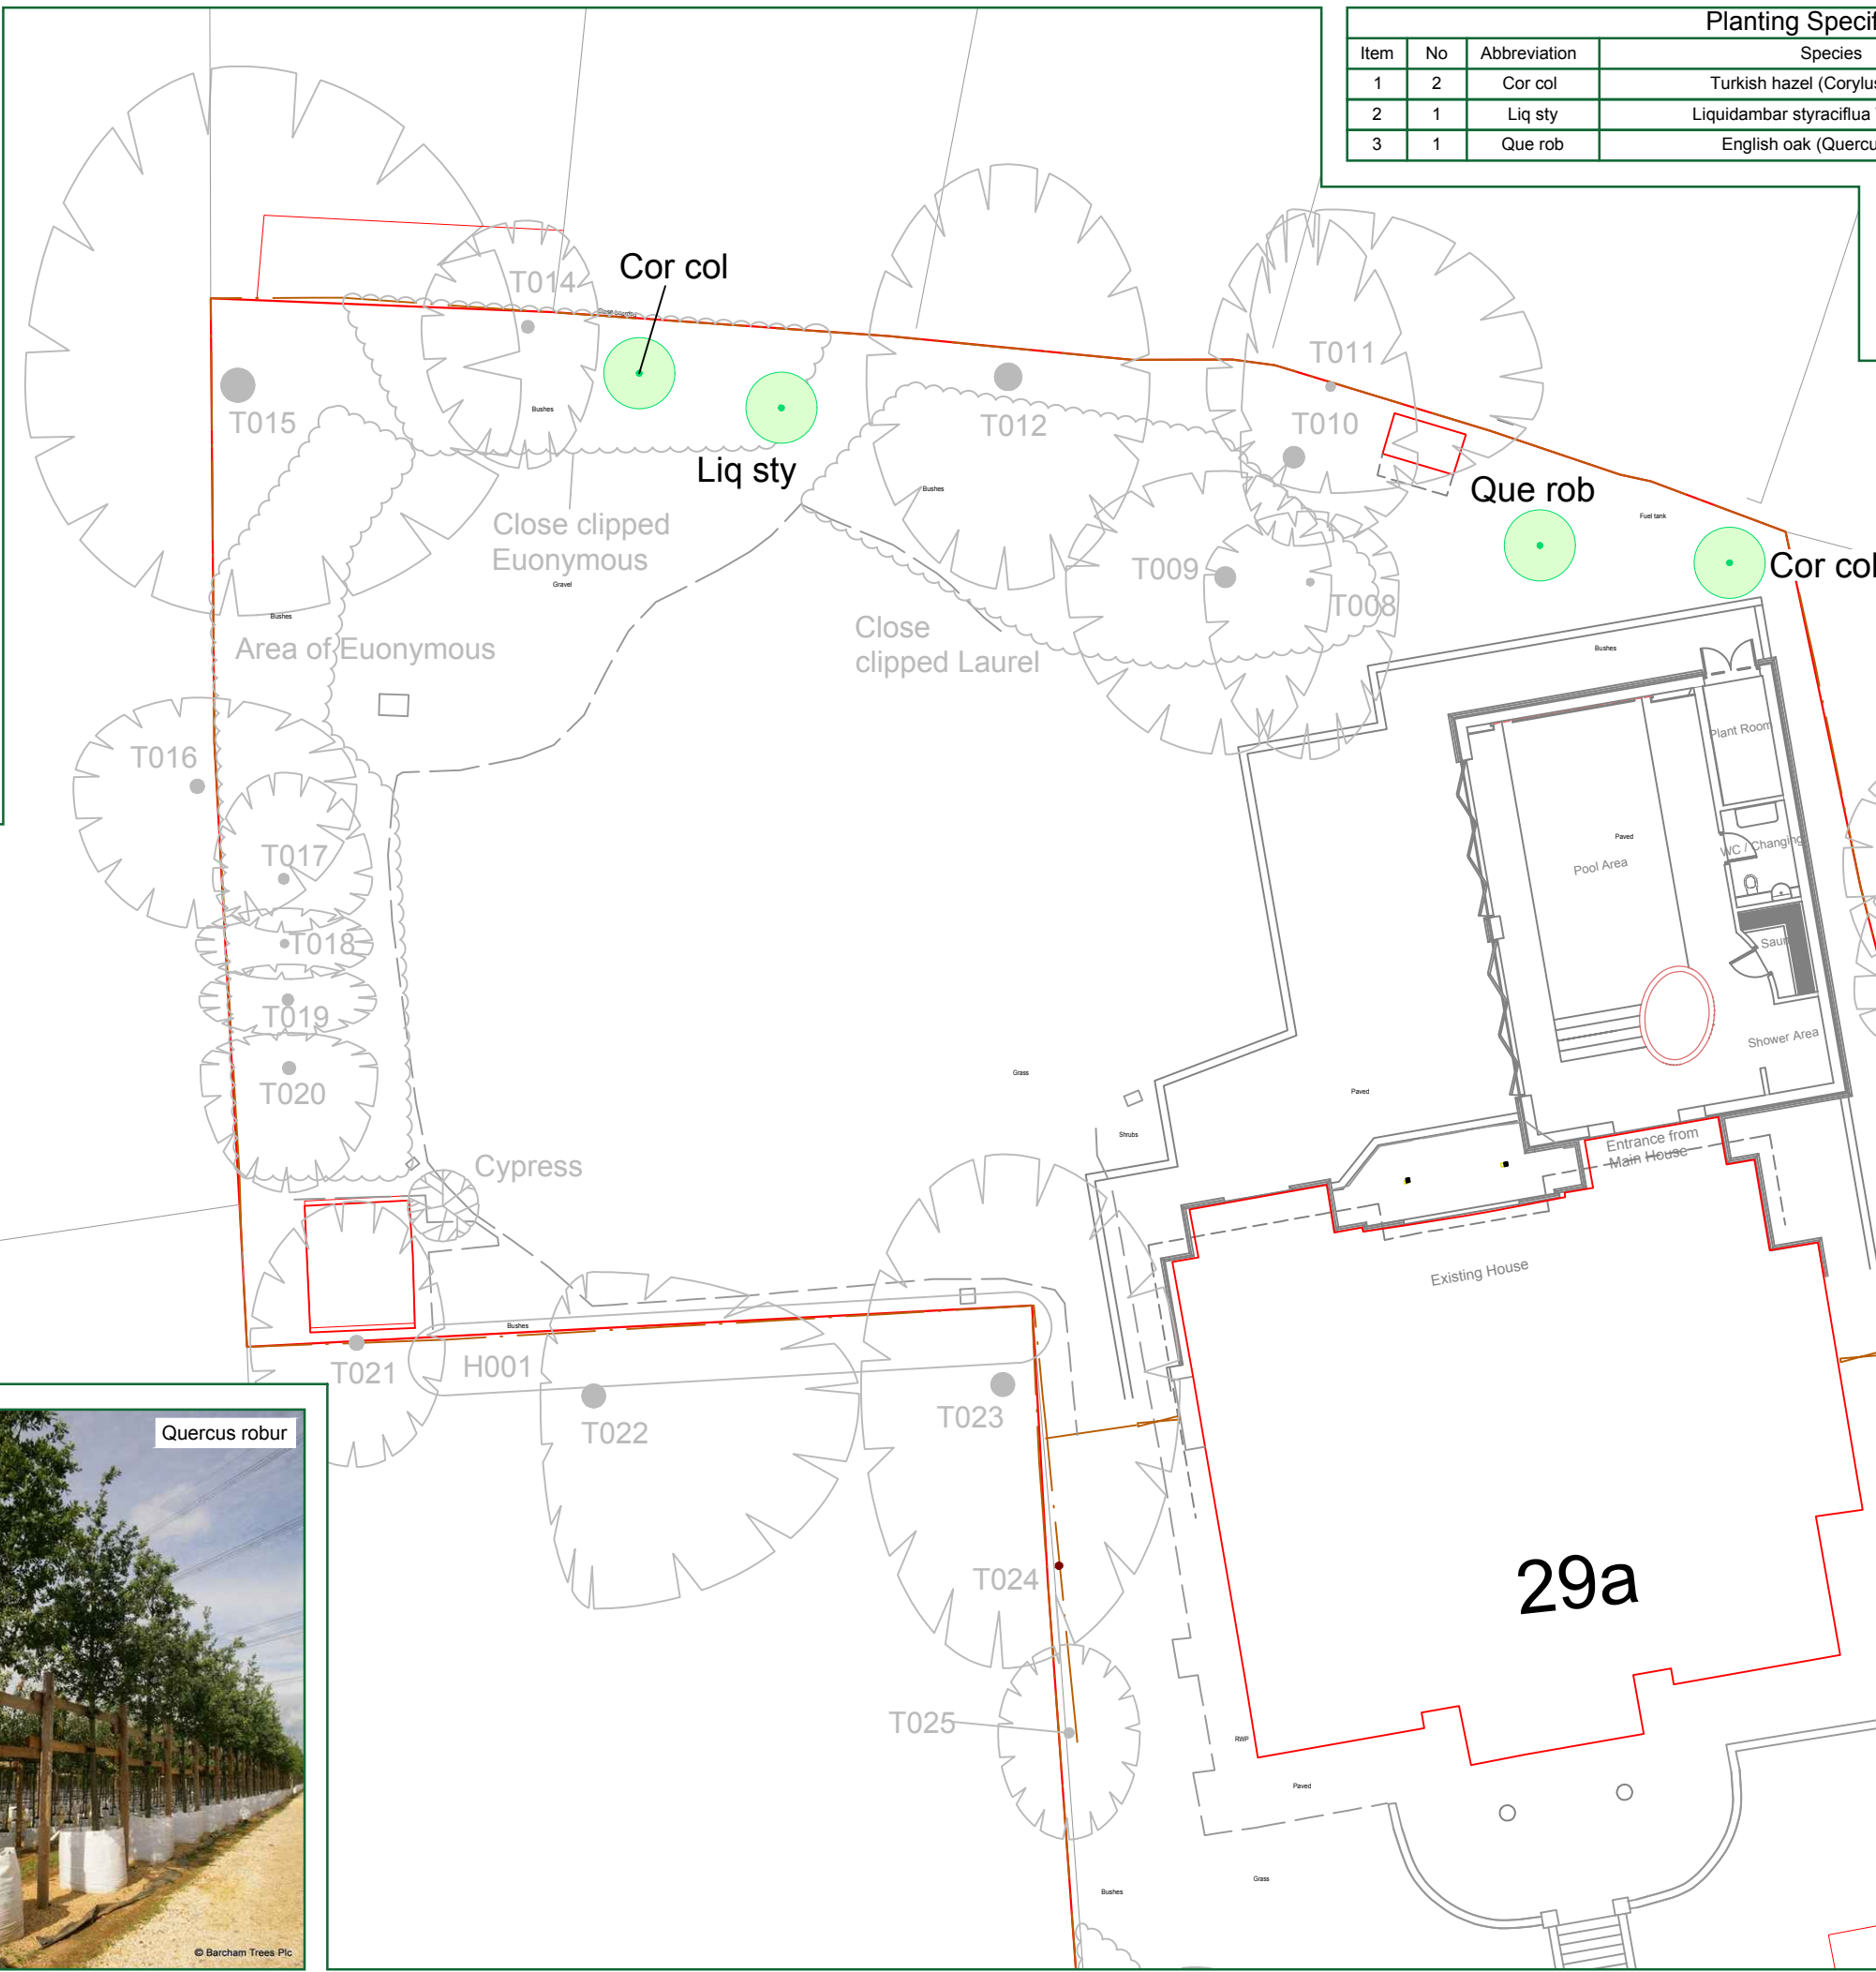 Planting Specif
Item No Abbreviation Species
1 2 Cor col Turkish hazel (Corylus
2 1 Liq sty Liquidambar styraciflua
3 1 Que rob English oak (Quercu
Cor col
T014
T015
Bushes
Liq sty
T012
T011
T010
Bushes
Que rob
Fuel tank
Cor col
Close clipped
Euonymous
Gravel
T009
T008
Bushes
Area of Euonymous
Close
clipped Laurel
Bushes
T016
Plant Room
T017
Paved
Pool Area
WC / Changing
T018
Saun
T019
Shower Area
T020
Grass
Paved
Shrubs
Entrance from
Main House
Cypress
Existing House
Bushes
T021
H001
T022
T023
Quercus robur
T024
29a
T025
RWP
Paved
Grass
Bushes
© Barcham Trees Plc